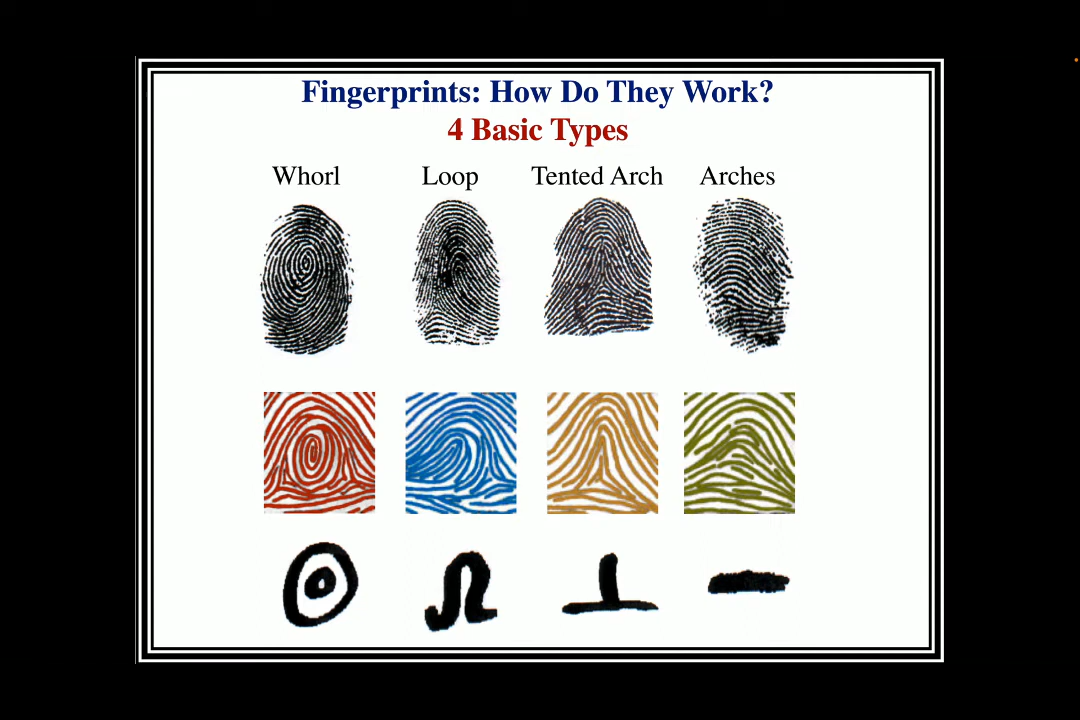 Fingerprints: How Do They Work?
4 Basic Types
Whorl Loop Tented Arch Arches